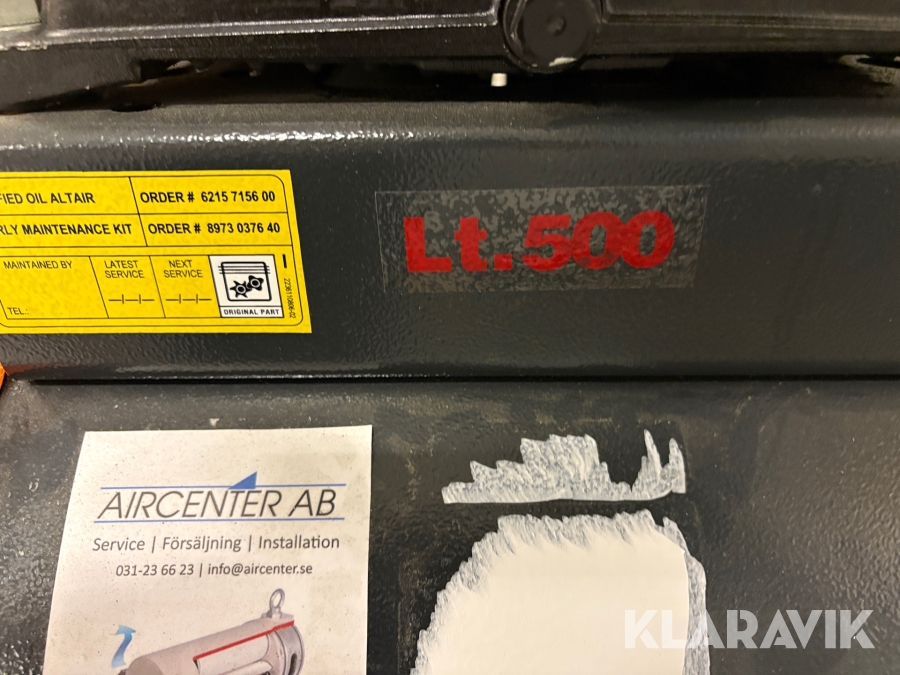 FIED OIL ALTAIR ORDER # 6215 7156 00
RLY MAINTENANCE KIT ORDER # 8973 0376 40
MAINTAINED BY
TEL.:
LATEST
SERVICE
NEXT
SERVICE
ORIGINAL PART
Lt.500
AIRCENTER AB
Service | Försäljning | Installation
031-23 66 23 | info@aircenter.se
KLARAVIK